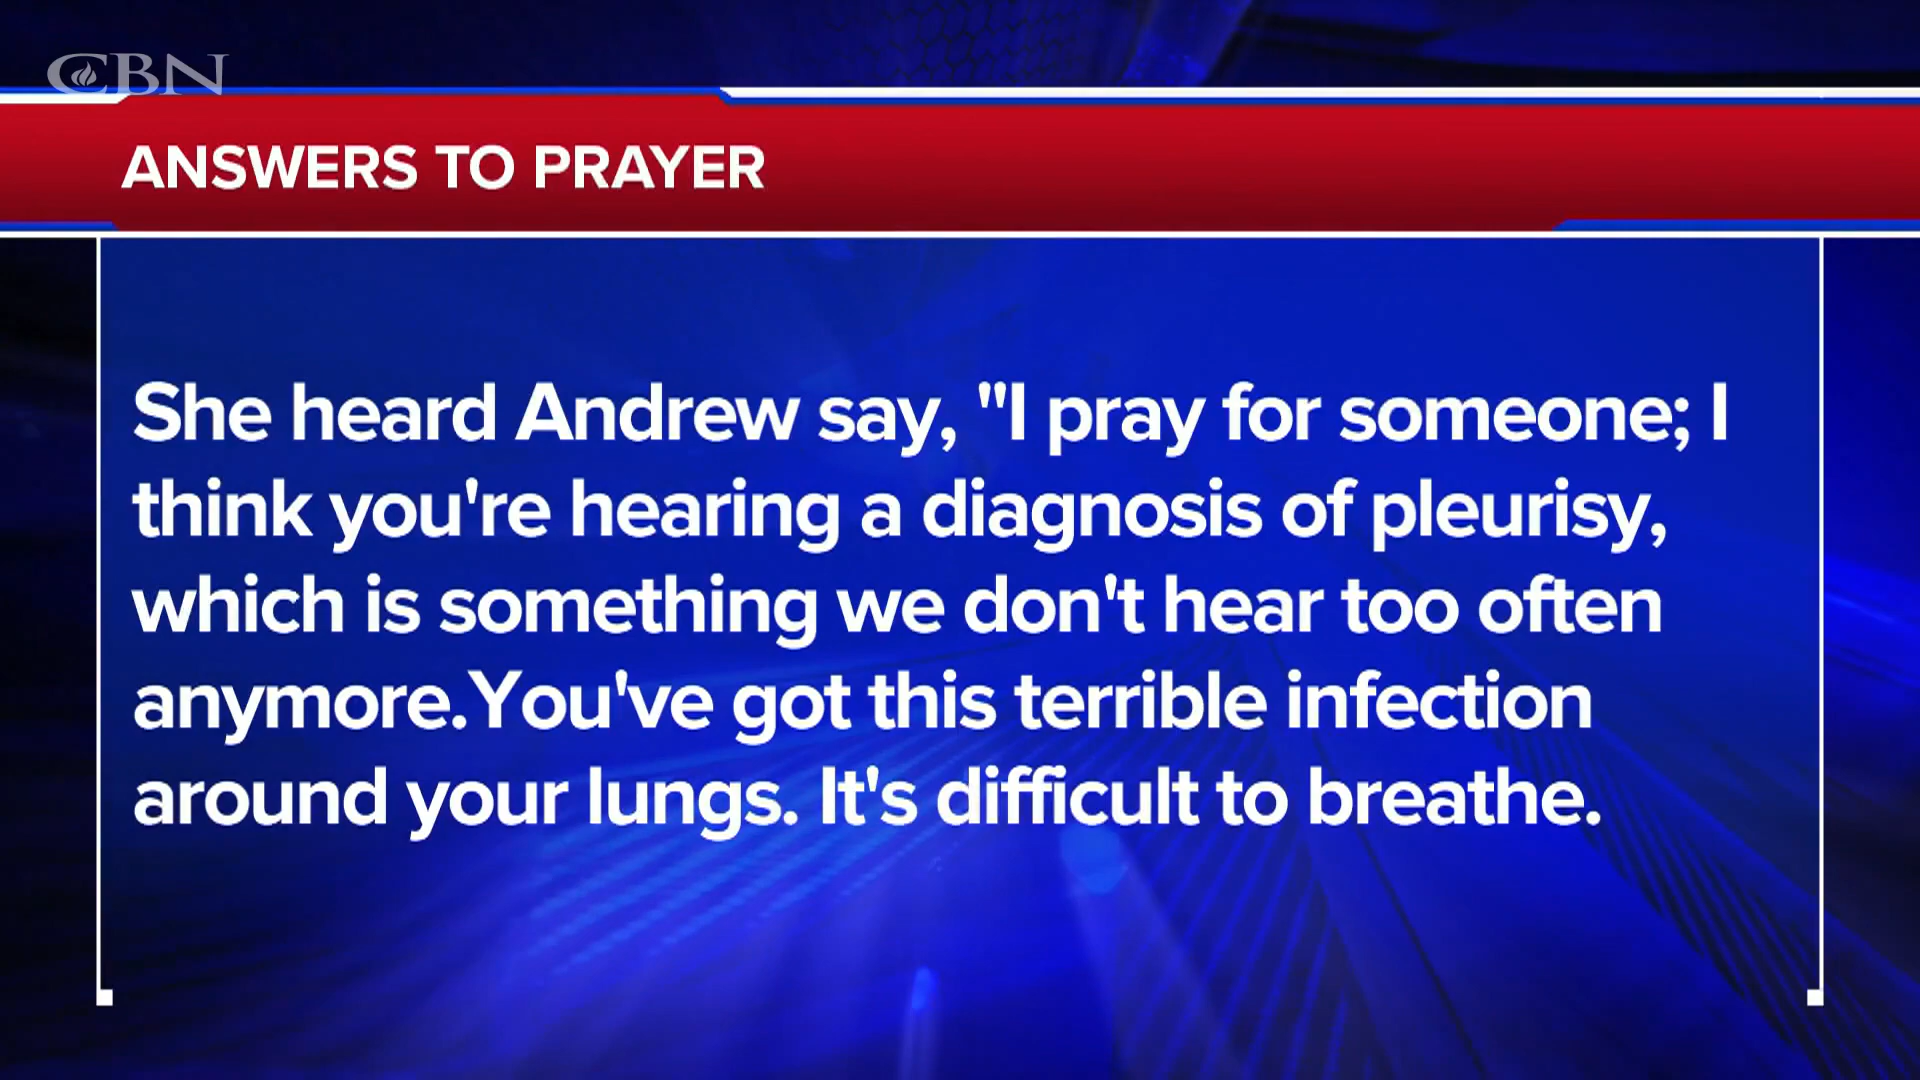 CBN
ANSWERS TO PRAYER
She heard Andrew say, "I pray for someone; I
think you're hearing a diagnosis of pleurisy,
which is something we don't hear too often
anymore.You've got this terrible infection
around your lungs. It's difficult to breathe.